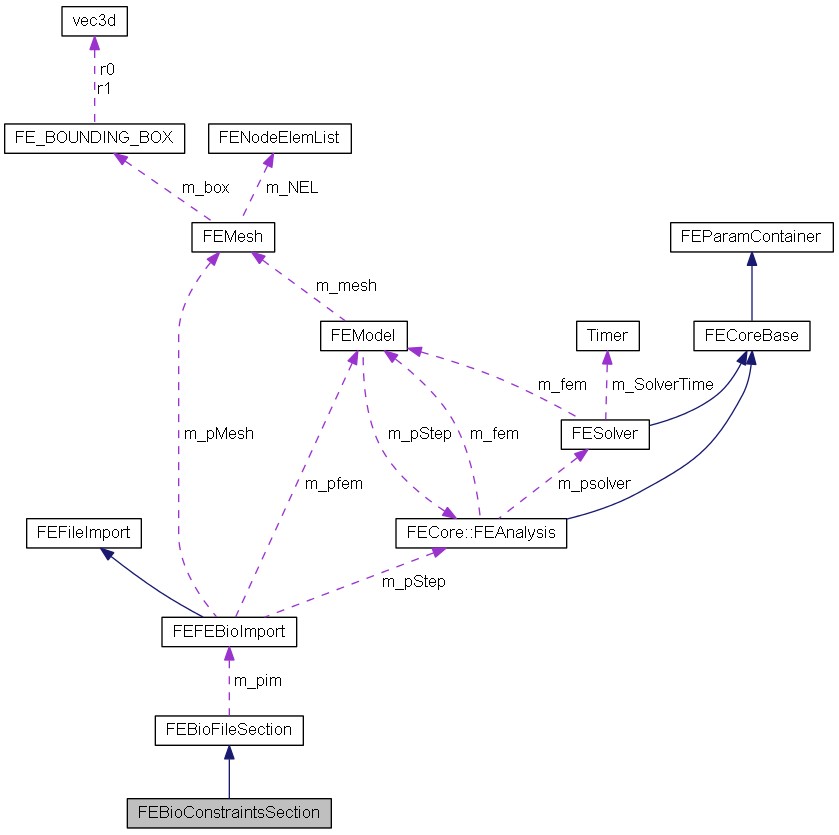 vec3d
r0
r1
FE_BOUNDING_BOX
FENodeElemList
m_box
m_NEL
FEMesh
FEParamContainer
m_mesh
FEModel
Timer
FECoreBase
m_fem
m_SolverTime
m_pMesh
m_pStep
m_fem
FESolver
m_pfem
m_psolver
FEFileImport
FECore::FEAnalysis
m_pStep
FEFEBioImport
m_pim
FEBioFileSection
FEBioConstraintsSection